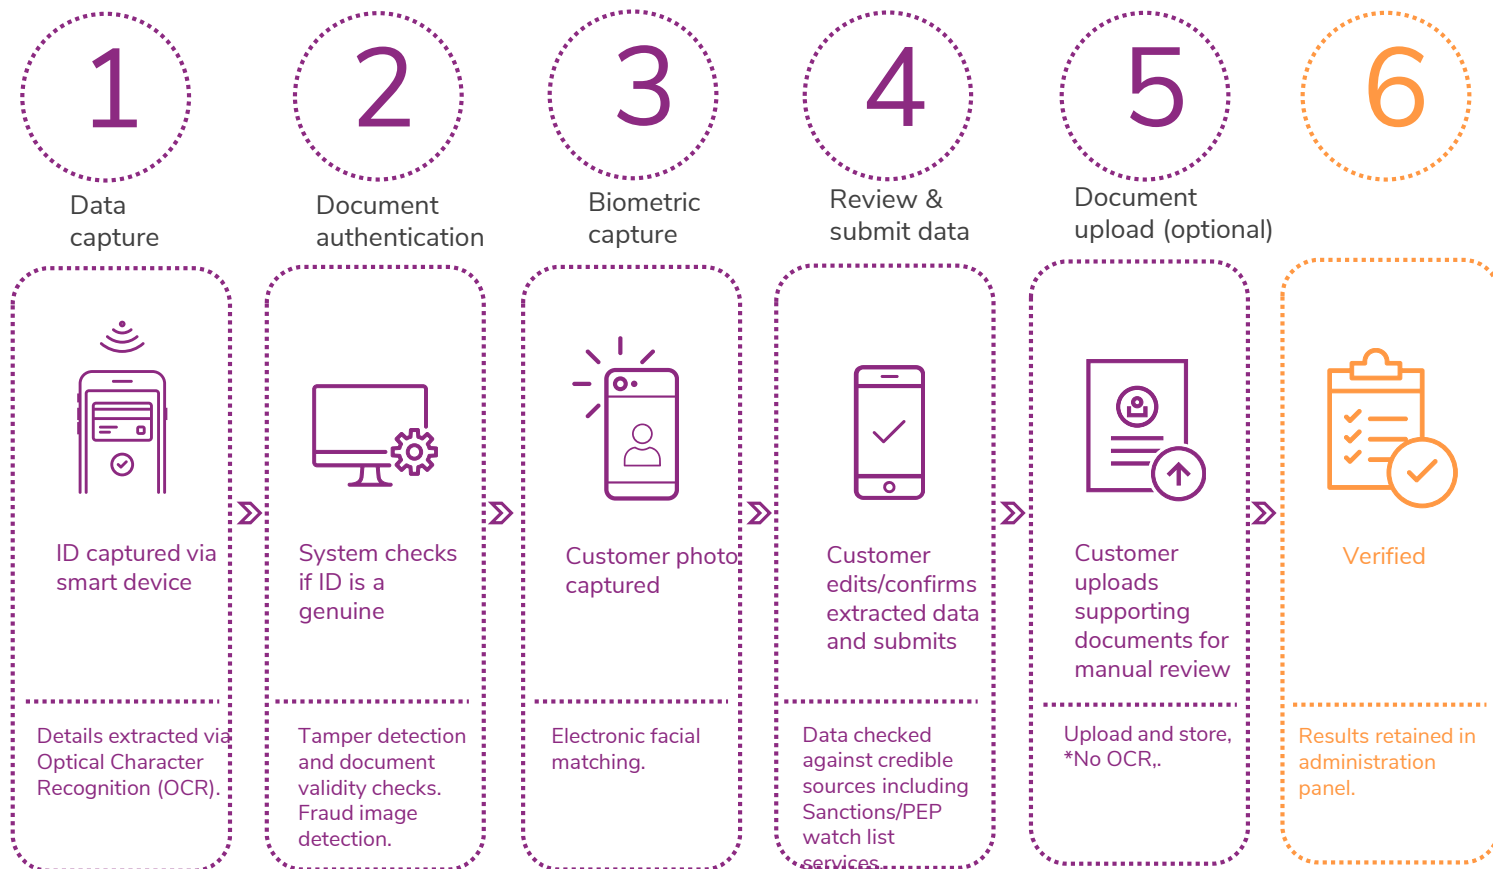 1
2
3
4
5
6
Data
capture
Document
authentication
Biometric
capture
Review &
submit data
Document
upload (optional)
ID captured via
smart device
System checks
if ID is a
genuine
Customer photo
captured
Customer
edits/confirms
extracted data
and submits
Customer
uploads
supporting
documents for
manual review
Verified
Details extracted via
Optical Character
Recognition (OCR).
Tamper detection
and document
validity checks.
Fraud image
detection.
Electronic facial
matching.
Data checked
against credible
sources including
Sanctions/PEP
watch list
services.
Upload and store,
*No OCR,.
Results retained in
administration
panel.